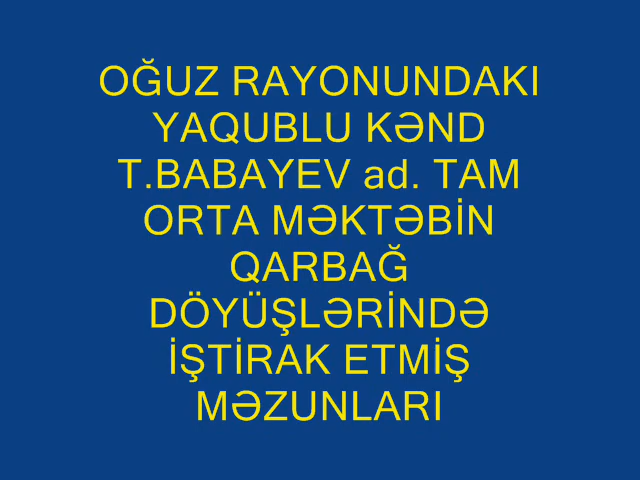 OĞUZ RAYONUNDAKI
YAQUBLU KƏND
T.BABAYEV ad. TAM
ORTA MƏKTƏBİN
QARBAĞ
DÖYÜŞLƏRİNDƏ
İŞTİRAK ETMİŞ
MƏZUNLARI